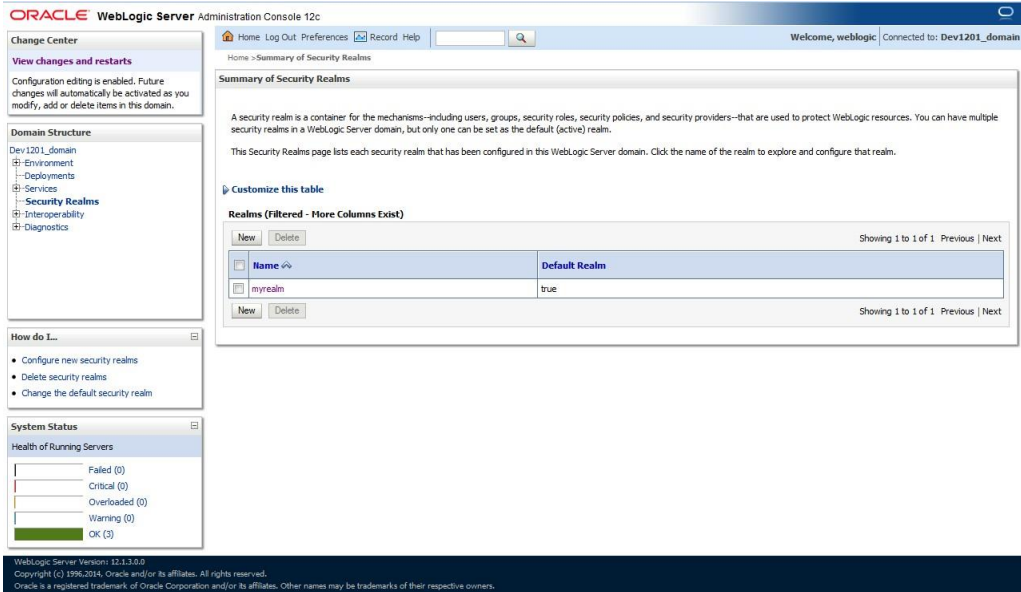 ORACLE WebLogic Server Administration Console 12c
Change Center
View changes and restarts
Configuration editing is enabled. Future
changes will automatically be activated as you
modify, add or delete items in this domain.
Domain Structure
Dev1201_domain
Environment
Deployments
Services
Security Realms
Interoperability
Diagnostics
How do I...
Configure new security realms
Delete security realms
Change the default security realm
System Status
Health of Running Servers
Failed (0)
Critical (0)
Overloaded (0)
Warning (0)
OK (3)
Home Log Out Preferences Record Help
Welcome, weblogic Connected to: Dev1201_domain
Home >Summary of Security Realms
Summary of Security Realms
A security realm is a container for the mechanisms--including users, groups, security roles, security policies, and security providers--that are used to protect WebLogic resources. You can have multiple
security realms in a WebLogic Server domain, but only one can be set as the default (active) realm.
This Security Realms page lists each security realm that has been configured in this WebLogic Server domain. Click the name of the realm to explore and configure that realm.
Customize this table
Realms (Filtered - More Columns Exist)
New Delete Showing 1 to 1 of 1 Previous | Next
Name Default Realm
myrealm true
New Delete Showing 1 to 1 of 1 Previous | Next
WebLogic Server Version: 12.1.3.0.0
Copyright (c) 1996,2014, Oracle and/or its affiliates. All rights reserved.
Oracle is a registered trademark of Oracle Corporation and/or its affiliates. Other names may be trademarks of their respective owners.